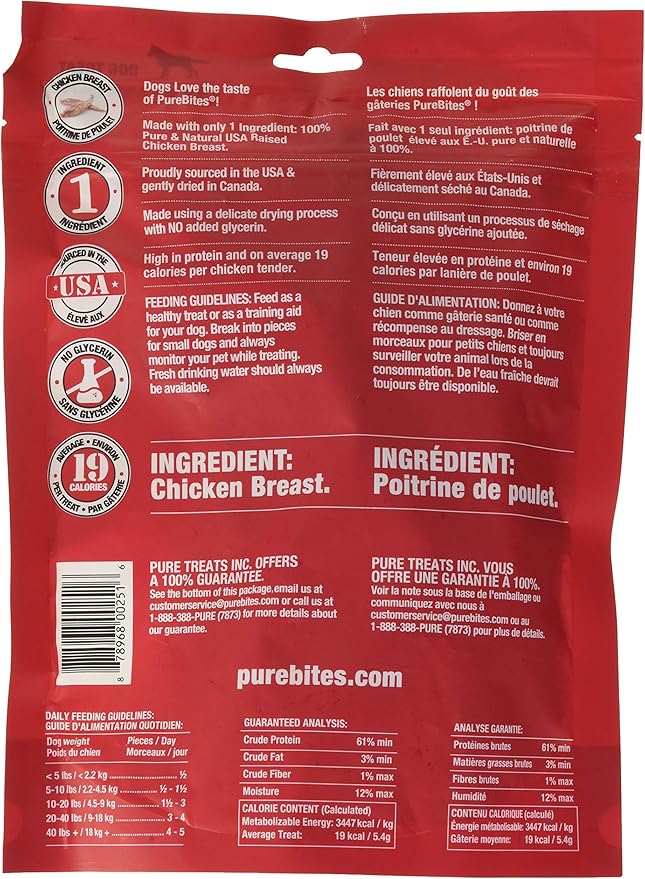 DOG TREAT
CHICKEN BREAST
POITRINE DE POULET
INGREDIENT
1
INGRÉDIENT
SOURCED IN THE
USA
ÉLEVÉ AUX
NO GLYCERIN
SANS GLYCÉRINE
AVERAGE • ENVIRON
19
CALORIES
PER TREAT • PAR GÂTERIE
Dogs Love the taste
of PureBites®!
Made with only 1 Ingredient: 100%
Pure & Natural USA Raised
Chicken Breast.
Proudly sourced in the USA &
gently dried in Canada.
Made using a delicate drying process
with NO added glycerin.
High in protein and on average 19
calories per chicken tender.
FEEDING GUIDELINES: Feed as a
healthy treat or as a training aid
for your dog. Break into pieces
for small dogs and always
monitor your pet while treating.
Fresh drinking water should always
be available.
Les chiens raffolent du goût des
gâteries PureBites® !
Fait avec 1 seul ingrédient: poitrine de
poulet élevé aux É.-U. pure et naturelle
à 100%.
Fièrement élevé aux États-Unis et
délicatement séché au Canada.
Conçu en utilisant un processus de séchage
délicat sans glycérine ajoutée.
Teneur élevée en protéine et environ 19
calories par lanière de poulet.
GUIDE D'ALIMENTATION: Donnez à votre
chien comme gâterie santé ou comme
récompense au dressage. Briser en
morceaux pour petits chiens et toujours
surveiller votre animal lors de la
consommation. De l'eau fraîche devrait
toujours être disponible.
INGREDIENT:
Chicken Breast.
INGRÉDIENT:
Poitrine de poulet.
PURE TREATS INC. OFFERS
A 100% GUARANTEE.
See the bottom of this package.email us at
customerservice@purebites.com or call us at
1-888-388-PURE (7873) for more details about
our guarantee.
PURE TREATS INC. VOUS
OFFRE UNE GARANTIE À 100%.
Voir la note sous la base de l'emballage ou
communiquez avec nous à
customerservice@purebites.com ou au
1-888-388-PURE (7873) pour plus de détails.
8 78968 00251 6
purebites.com
DAILY FEEDING GUIDELINES:
GUIDE D'ALIMENTATION QUOTIDIEN:
Dog weight Pieces / Day
Poids du chien Morceaux / jour
< 5 lbs / < 2.2 kg ............... ½
5-10 lbs / 2.2-4.5 kg ....... ½ - 1½
10-20 lbs / 4.5-9 kg ........ 1½ - 3
20-40 lbs / 9-18 kg .......... 3 - 4
40 lbs + / 18 kg + ............ 4 - 5
GUARANTEED ANALYSIS:
Crude Protein 61% min
Crude Fat 3% min
Crude Fiber 1% max
Moisture 12% max
CALORIE CONTENT (Calculated)
Metabolizable Energy: 3447 kcal / kg
Average Treat: 19 kcal / 5.4g
ANALYSE GARANTIE:
Protéines brutes 61% min
Matières grasses brutes 3% min
Fibres brutes 1% max
Humidité 12% max
CONTENU CALORIQUE (calculé)
Énergie métabolisable: 3447 kcal / kg
Gâterie moyenne: 19 kcal / 5.4g